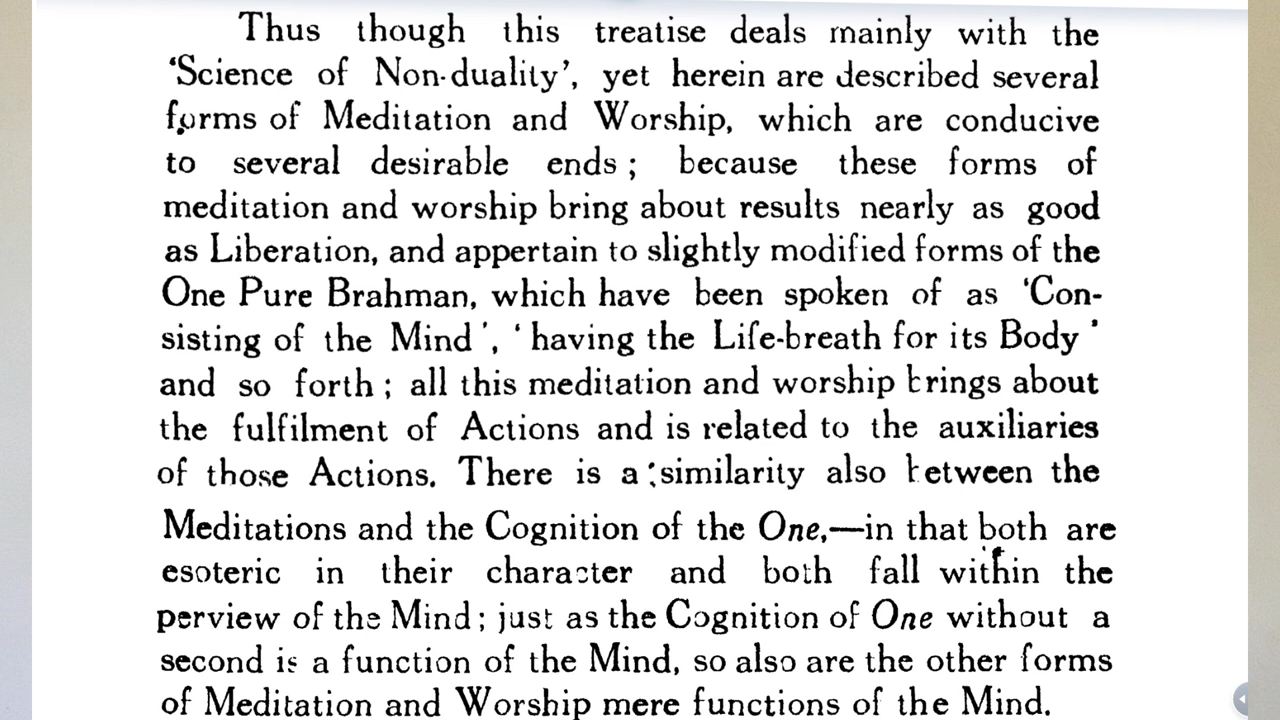 Thus though this treatise deals mainly with the
‘Science of Non-duality’, yet herein are described several
forms of Meditation and Worship, which are conducive
to several desirable ends ; because these forms of
meditation and worship bring about results nearly as good
as Liberation, and appertain to slightly modified forms of the
One Pure Brahman, which have been spoken of as ‘Con-
sisting of the Mind’, ‘having the Life-breath for its Body’
and so forth ; all this meditation and worship brings about
the fulfilment of Actions and is related to the auxiliaries
of those Actions. There is a similarity also between the
Meditations and the Cognition of the One,—in that both are
esoteric in their character and both fall within the
perview of the Mind ; just as the Cognition of One without a
second is a function of the Mind, so also are the other forms
of Meditation and Worship mere functions of the Mind.